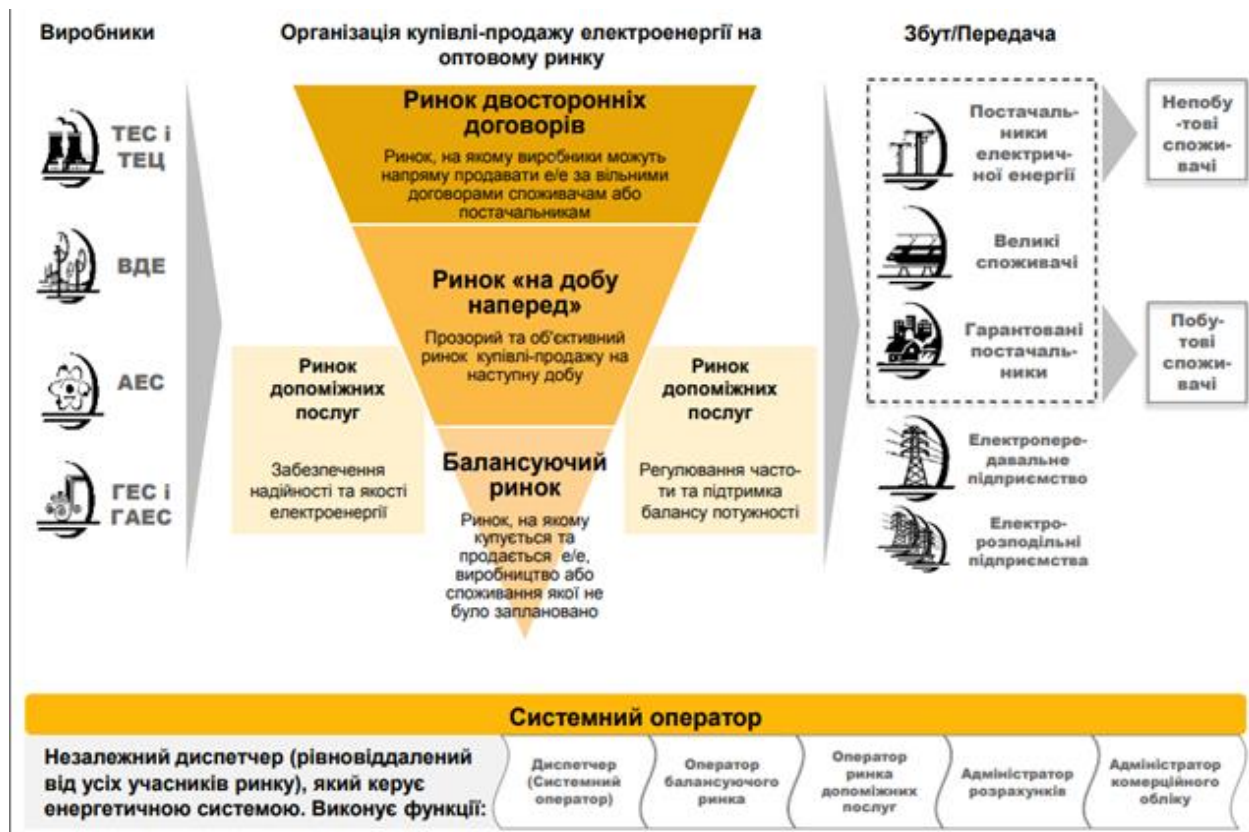 Виробники
Організація купівлі-продажу електроенергії на
оптовому ринку
Збут/Передача
ТЕС і
ТЕЦ
ВДЕ
АЕС
ГЕС і
ГАЕС
Ринок двосторонніх
договорів
Ринок, на якому виробники можуть
напряму продавати е/е за вільними
договорами споживачам або
постачальникам
Ринок «на добу
наперед»
Прозорий та об'єктивний
ринок купівлі-продажу на
наступну добу
Ринок
допоміжних
послуг
Забезпечення
надійності та якості
електроенергії
Балансуючий
ринок
Ринок, на якому
купується та
продається е/е,
виробництво або
споживання якої не
було заплановано
Ринок
допоміжних
послуг
Регулювання часто-
ти та підтримка
балансу потужності
Постачаль-
ники
електрич-
ної енергії
Великі
споживачі
Гарантовані
постачаль-
ники
Електропере-
давальне
підприємство
Електро-
розподільні
підприємства
Непобу
-тові
спожи-
вачі
Побу-
тові
спожи-
вачі
Системний оператор
Незалежний диспетчер (рівновіддалений
від усіх учасників ринку), який керує
енергетичною системою. Виконує функції:
Диспетчер
(Системний
оператор)
Оператор
балансуючого
ринка
Оператор
ринка
допоміжних
послуг
Адміністратор
розрахунків
Адміністратор
комерційного
обліку